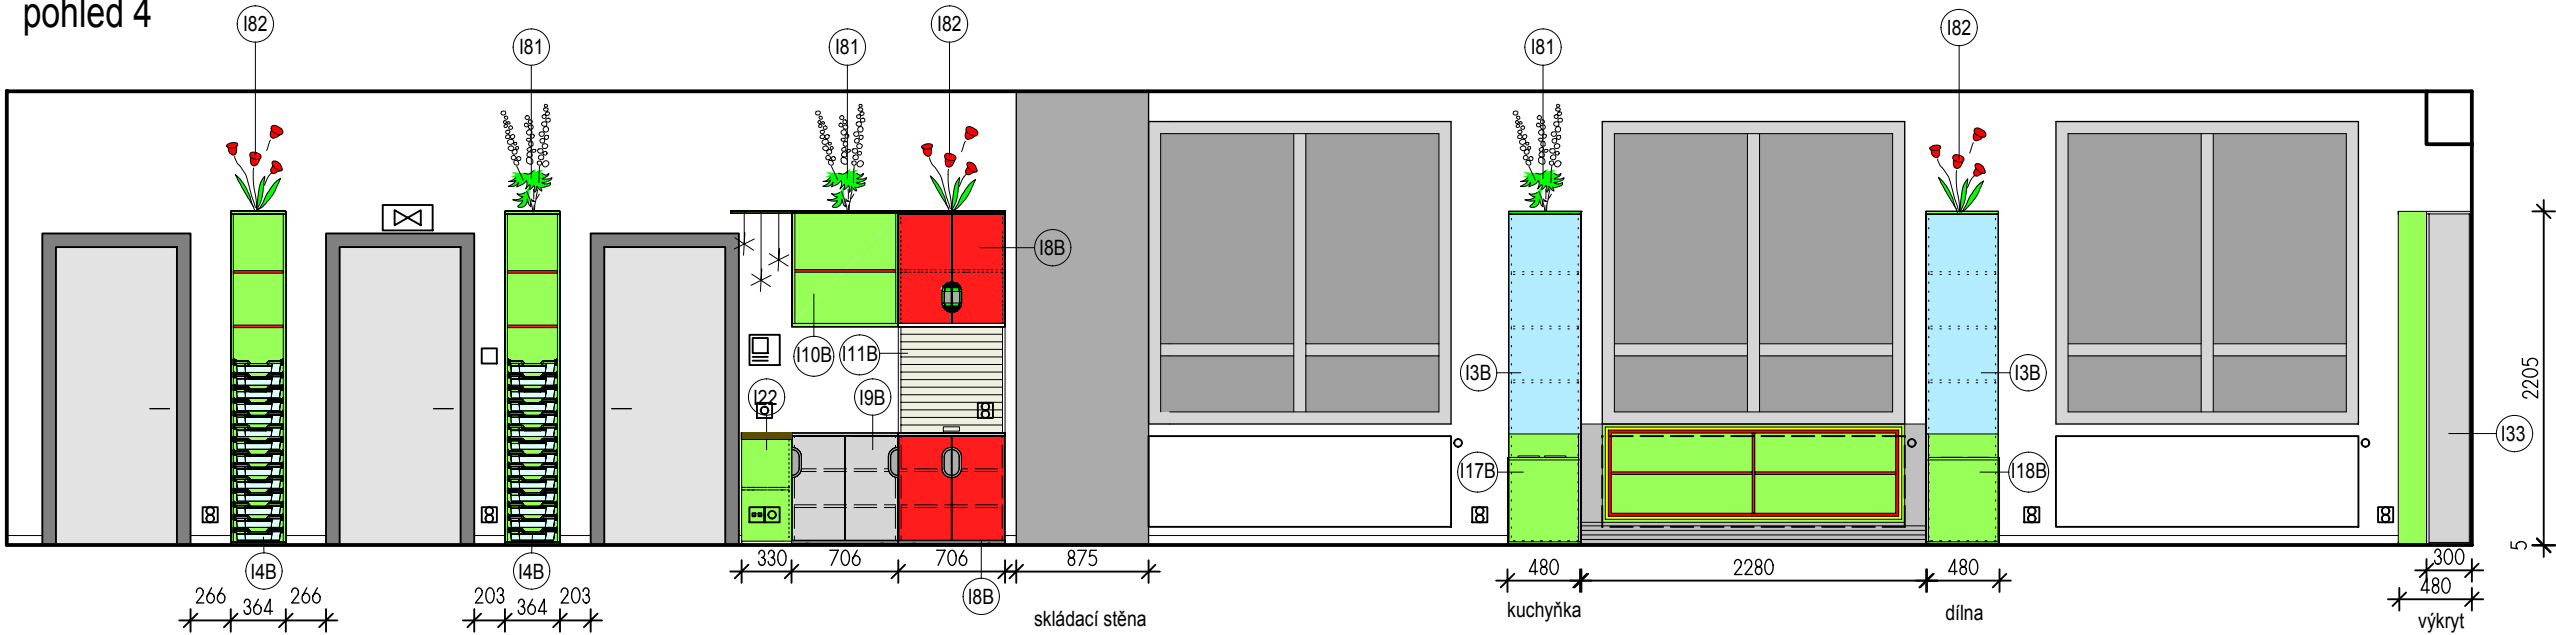 pohled 4
I82
I81
I81
I82
I81
I82
I8B
I10B
I11B
I22
I9B
I3B
I3B
I17B
I18B
I33
2205
5
I4B
I4B
I8B
330
706
706
875
480
2280
480
300
480
266
364
266
203
364
203
skládací stěna
kuchyňka
dílna
výkryt